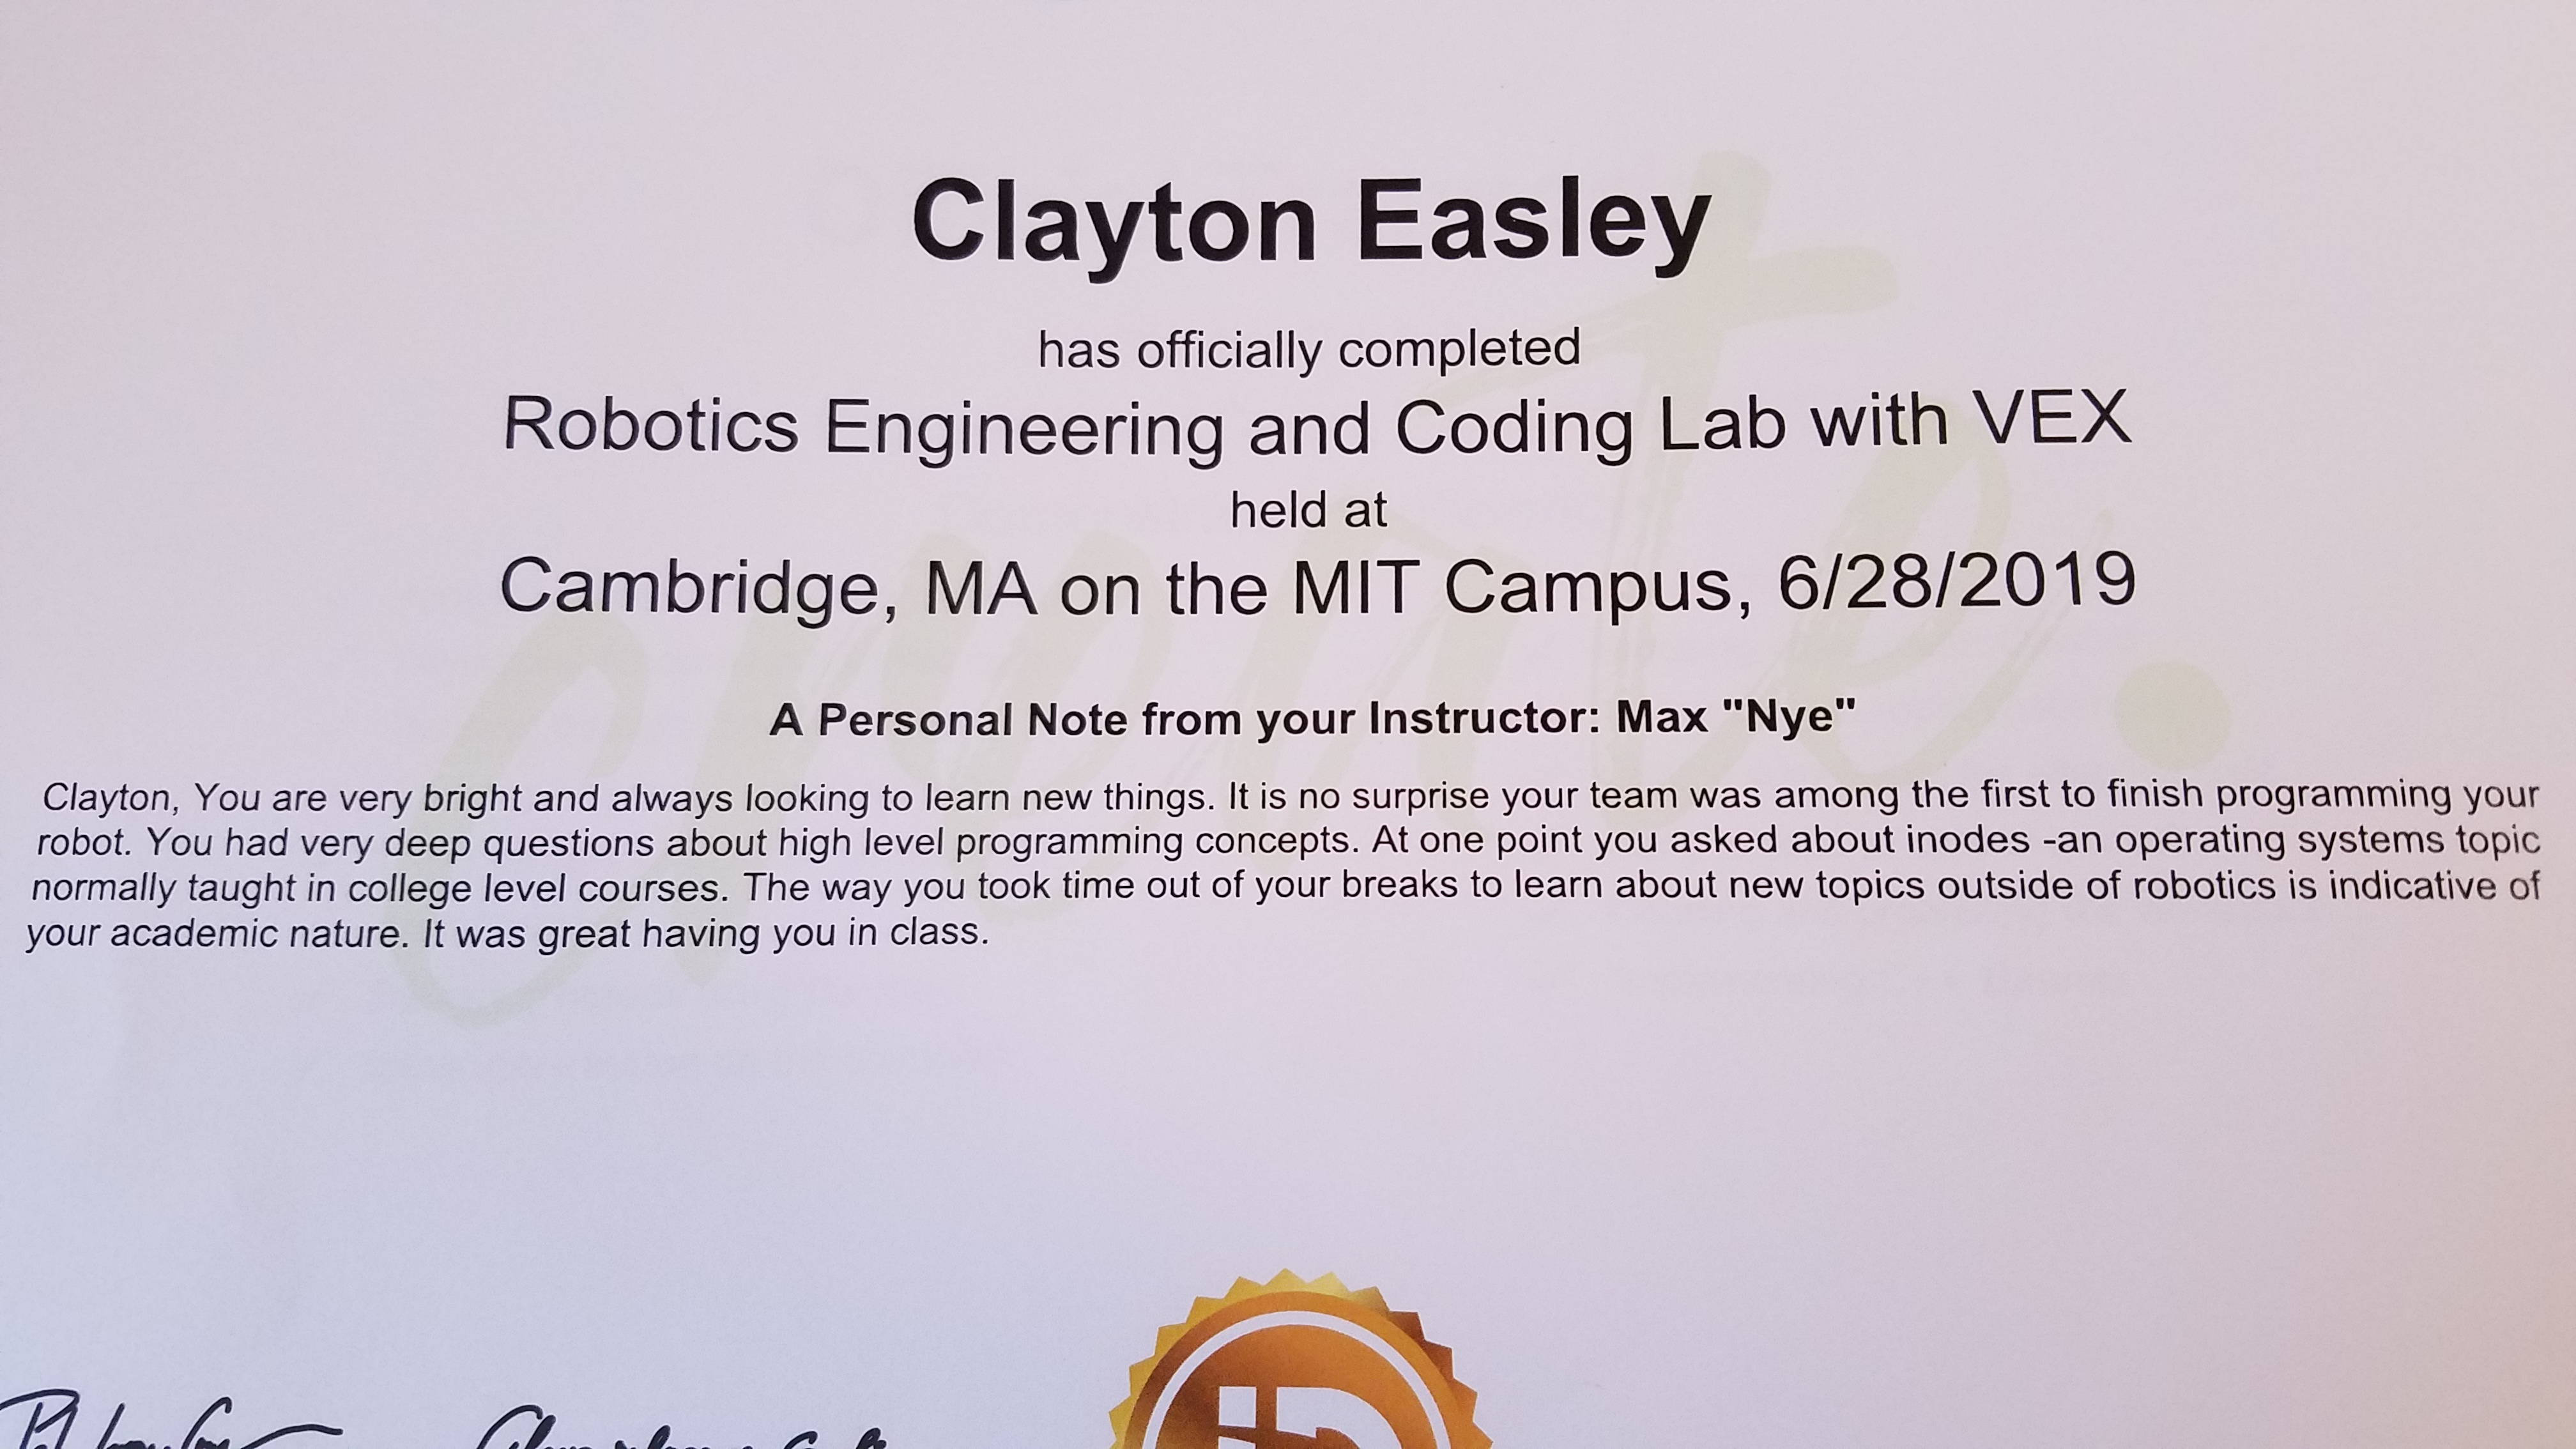 Clayton Easley
has officially completed
Robotics Engineering and Coding Lab with VEX
held at
Cambridge, MA on the MIT Campus, 6/28/2019
A Personal Note from your Instructor: Max "Nye"
Clayton, You are very bright and always looking to learn new things. It is no surprise your team was among the first to finish programming your
robot. You had very deep questions about high level programming concepts. At one point you asked about inodes -an operating systems topic
normally taught in college level courses. The way you took time out of your breaks to learn about new topics outside of robotics is indicative of
your academic nature. It was great having you in class.
create.
iD